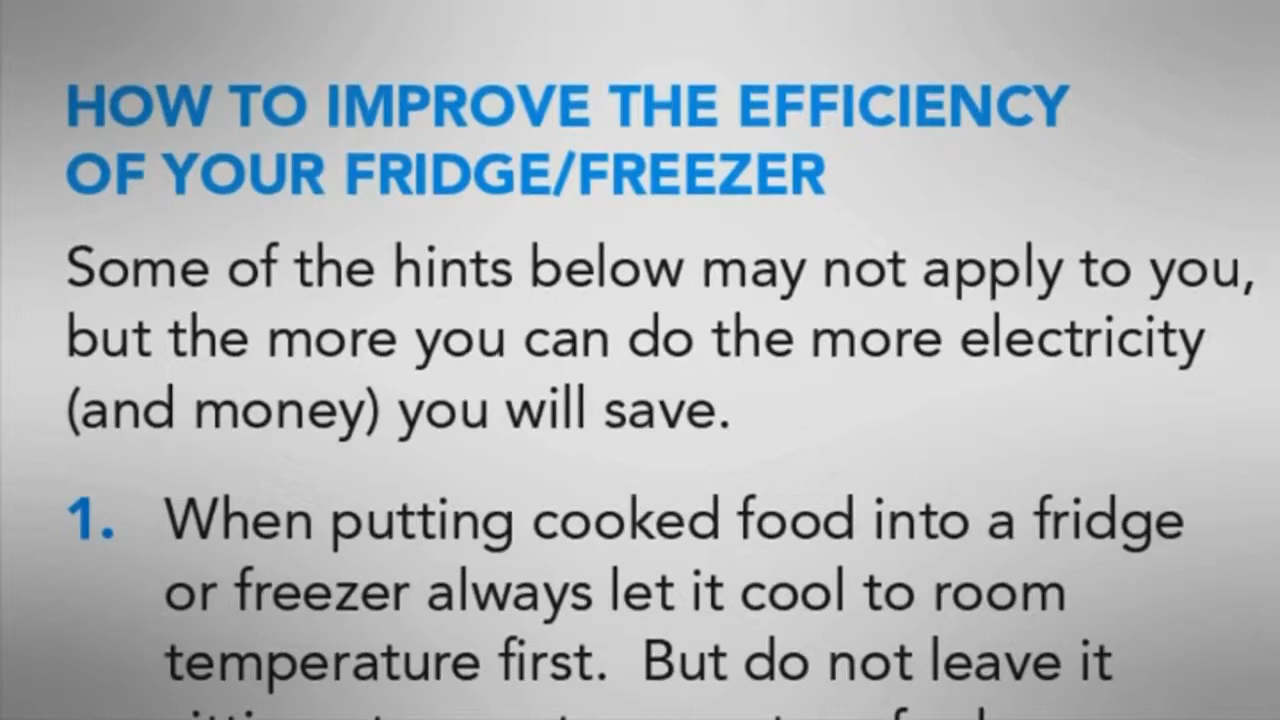 HOW TO IMPROVE THE EFFICIENCY
OF YOUR FRIDGE/FREEZER
Some of the hints below may not apply to you,
but the more you can do the more electricity
(and money) you will save.
1. When putting cooked food into a fridge
or freezer always let it cool to room
temperature first. But do not leave it